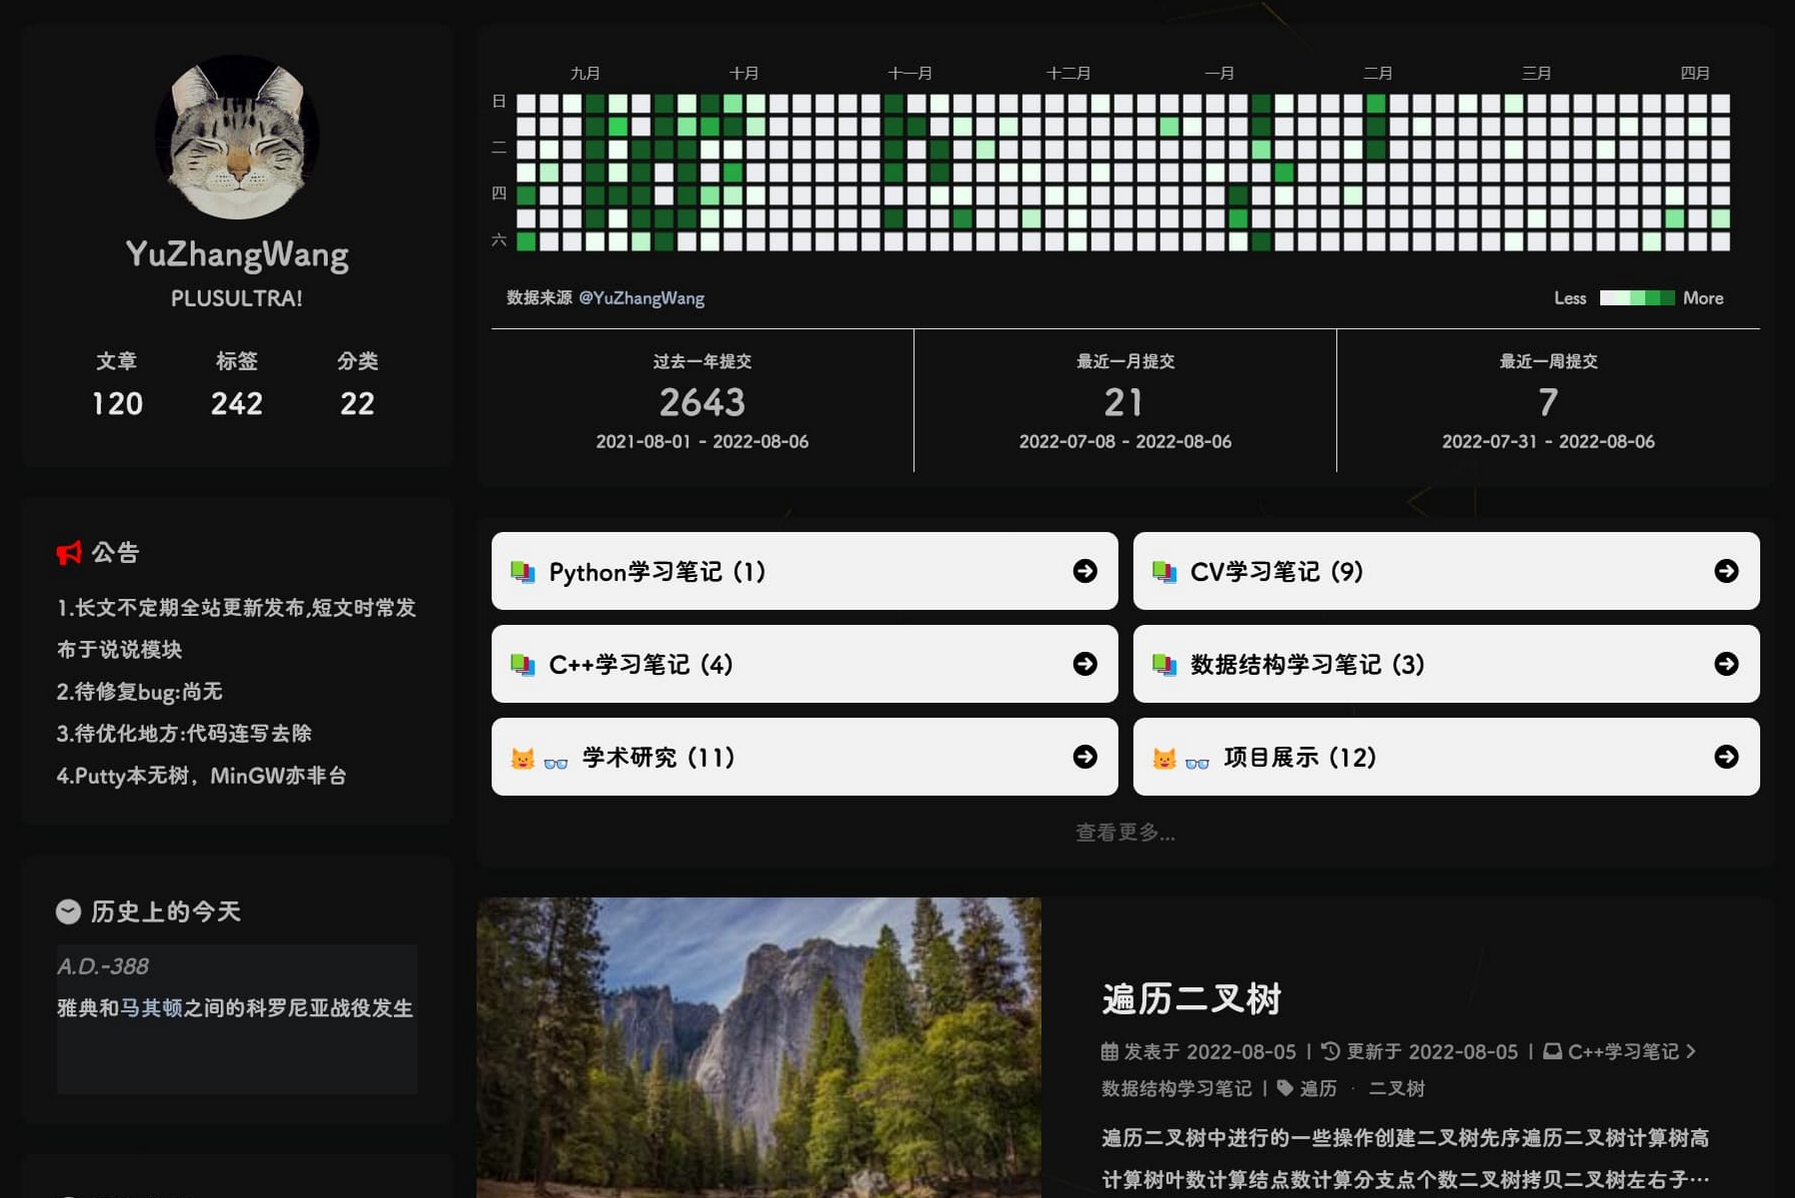 YuZhangWang
PLUSULTRA!
文章 标签 分类
120 242 22
公告
1.长文不定期全站更新发布,短文时常发
布于说说模块
2.待修复bug:尚无
3.待优化地方:代码连写去除
4.Putty本无树，MinGW亦非台
历史上的今天
A.D.-388
雅典和马其顿之间的科罗尼亚战役发生
九月 十月 十一月 十二月 一月 二月 三月 四月
日
二
四
六
数据来源 @YuZhangWang
Less More
过去一年提交
2643
2021-08-01 - 2022-08-06
最近一月提交
21
2022-07-08 - 2022-08-06
最近一周提交
7
2022-07-31 - 2022-08-06
Python学习笔记 (1)
CV学习笔记 (9)
C++学习笔记 (4)
数据结构学习笔记 (3)
学术研究 (11)
项目展示 (12)
查看更多...
遍历二叉树
发表于 2022-08-05 | 更新于 2022-08-05 | C++学习笔记 >
数据结构学习笔记 | 遍历 · 二叉树
遍历二叉树中进行的一些操作创建二叉树先序遍历二叉树计算树高
计算树叶数计算结点数计算分支点个数二叉树拷贝二叉树左右子…